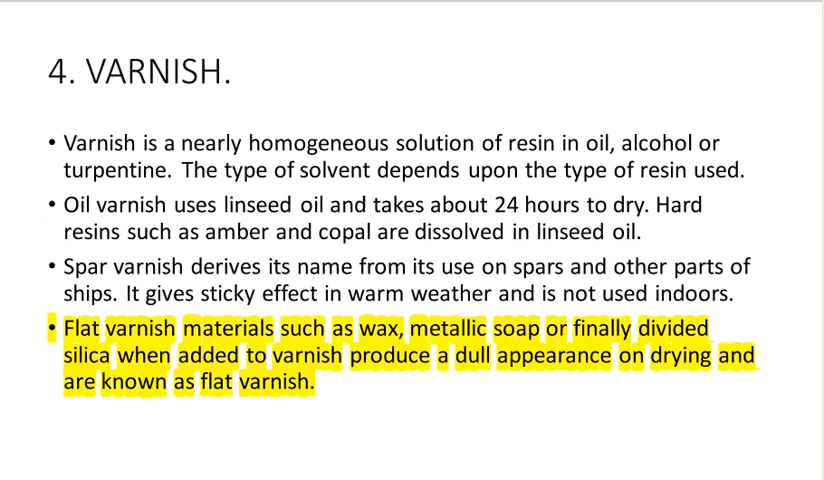 4. VARNISH.
• Varnish is a nearly homogeneous solution of resin in oil, alcohol or
turpentine. The type of solvent depends upon the type of resin used.
• Oil varnish uses linseed oil and takes about 24 hours to dry. Hard
resins such as amber and copal are dissolved in linseed oil.
• Spar varnish derives its name from its use on spars and other parts of
ships. It gives sticky effect in warm weather and is not used indoors.
• Flat varnish materials such as wax, metallic soap or finally divided
silica when added to varnish produce a dull appearance on drying and
are known as flat varnish.